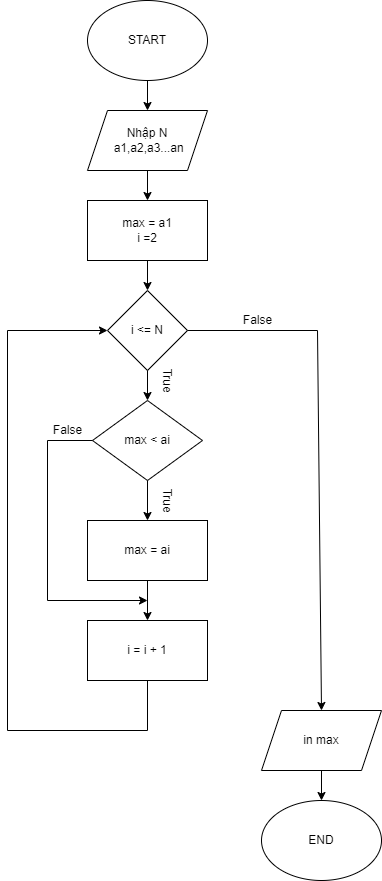 START
Nhập N
a1,a2,a3...an
max = a1
i =2
i <= N
False
True
max < ai
False
True
max = ai
i = i + 1
in max
END